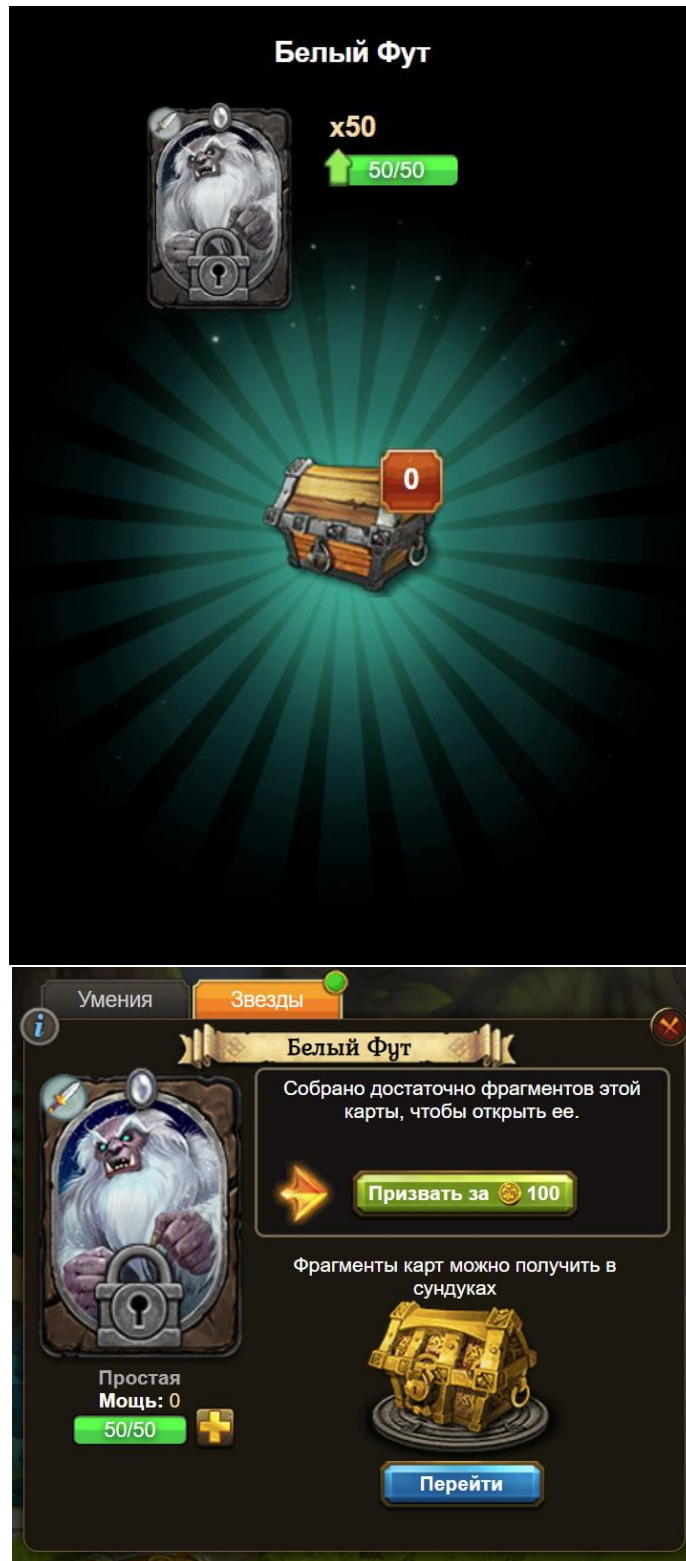 Белый Фут
x50
50/50
0
Умения
Звезды
i
Белый Фут
Собрано достаточно фрагментов этой
карты, чтобы открыть ее.
Призвать за 100
Фрагменты карт можно получить в
сундуках
Простая
Мощь: 0
50/50
Перейти